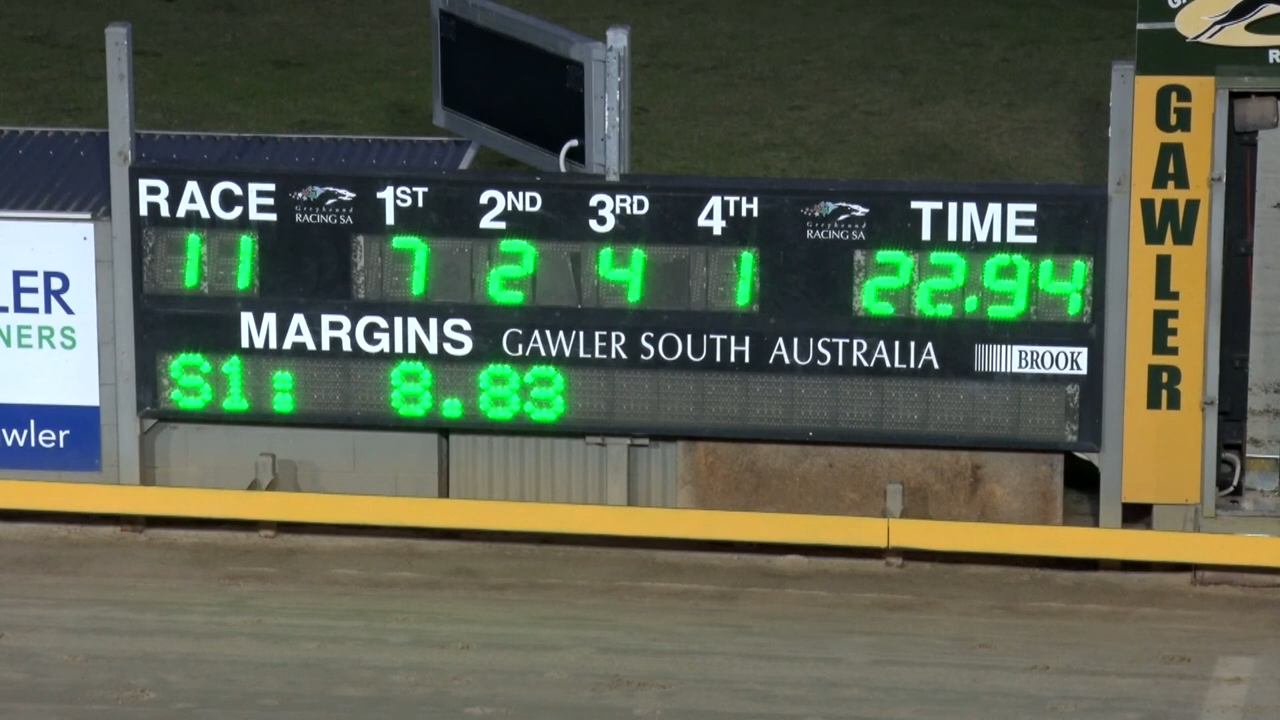 RACE Greyhound RACING SA 1ST 2ND 3RD 4TH Greyhound RACING SA TIME
11 7 2 4 1 22.94
MARGINS GAWLER SOUTH AUSTRALIA BROOK
S1: 8.83
GAWLER
LER
NERS
wler